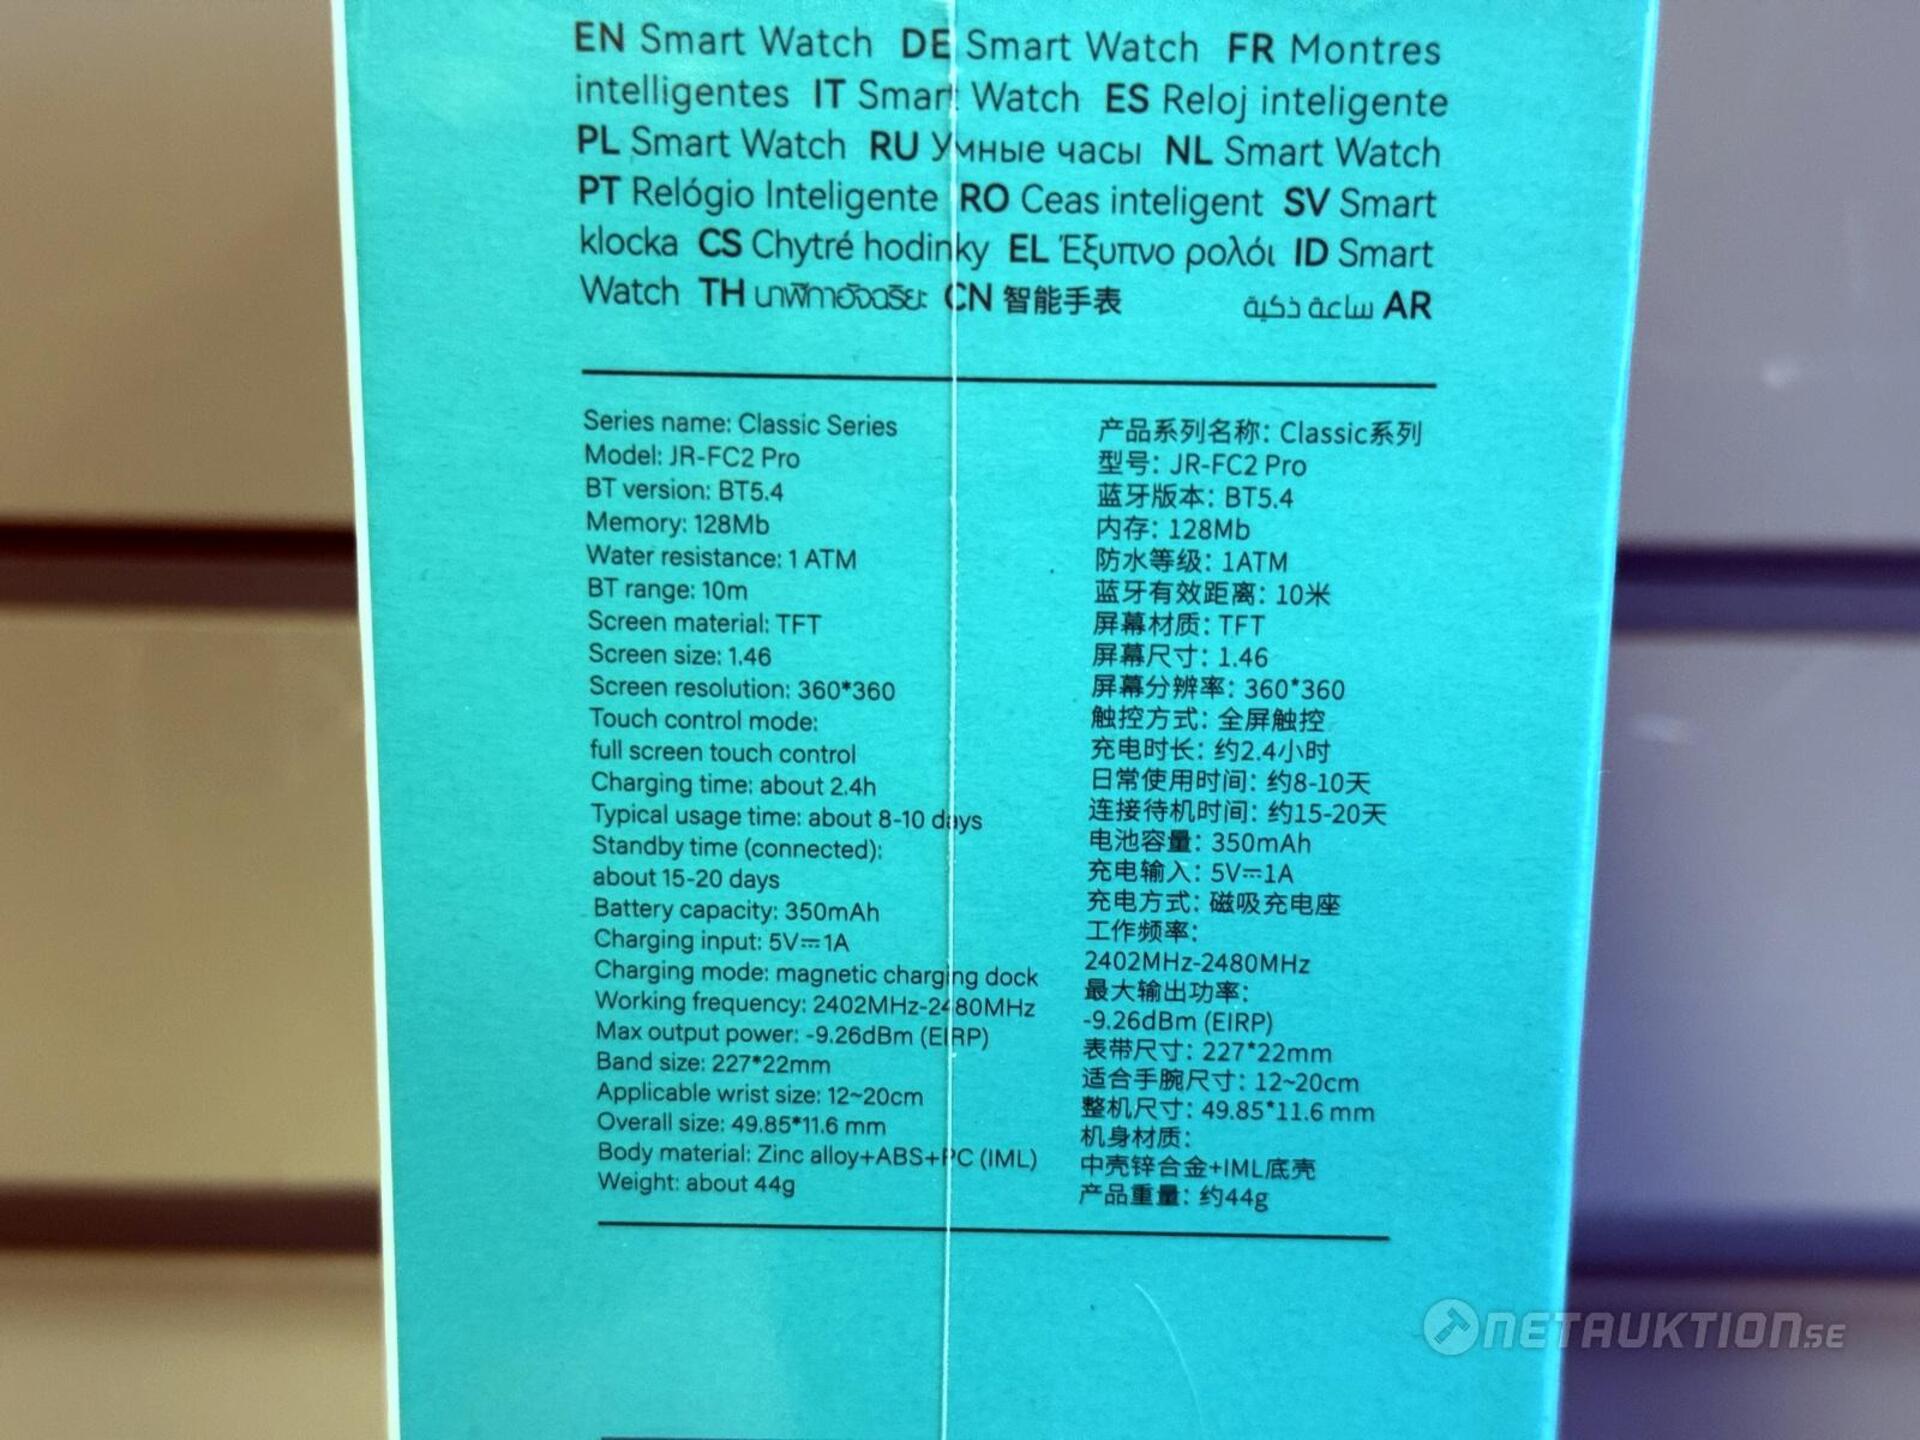 EN Smart Watch DE Smart Watch FR Montres
intelligentes IT Smart Watch ES Reloj inteligente
PL Smart Watch RU Умные часы NL Smart Watch
PT Relógio Inteligente RO Ceas inteligent SV Smart
klocka CS Chytré hodinky EL Έξυπνο ρολόι ID Smart
Watch TH นาฬิกาอัจฉริยะ CN 智能手表 ساعة ذكية AR
Series name: Classic Series
Model: JR-FC2 Pro
BT version: BT5.4
Memory: 128Mb
Water resistance: 1 ATM
BT range: 10m
Screen material: TFT
Screen size: 1.46
Screen resolution: 360*360
Touch control mode:
full screen touch control
Charging time: about 2.4h
Typical usage time: about 8-10 days
Standby time (connected):
about 15-20 days
Battery capacity: 350mAh
Charging input: 5V⎓1A
Charging mode: magnetic charging dock
Working frequency: 2402MHz-2480MHz
Max output power: -9.26dBm (EIRP)
Band size: 227*22mm
Applicable wrist size: 12~20cm
Overall size: 49.85*11.6 mm
Body material: Zinc alloy+ABS+PC (IML)
Weight: about 44g
产品系列名称: Classic系列
型号: JR-FC2 Pro
蓝牙版本: BT5.4
内存: 128Mb
防水等级: 1ATM
蓝牙有效距离: 10米
屏幕材质: TFT
屏幕尺寸: 1.46
屏幕分辨率: 360*360
触控方式: 全屏触控
充电时长: 约2.4小时
日常使用时间: 约8-10天
连接待机时间: 约15-20天
电池容量: 350mAh
充电输入: 5V⎓1A
充电方式: 磁吸充电座
工作频率:
2402MHz-2480MHz
最大输出功率:
-9.26dBm (EIRP)
表带尺寸: 227*22mm
适合手腕尺寸: 12~20cm
整机尺寸: 49.85*11.6 mm
机身材质:
中壳锌合金+IML底壳
产品重量: 约44g
NETAUKTION.SE